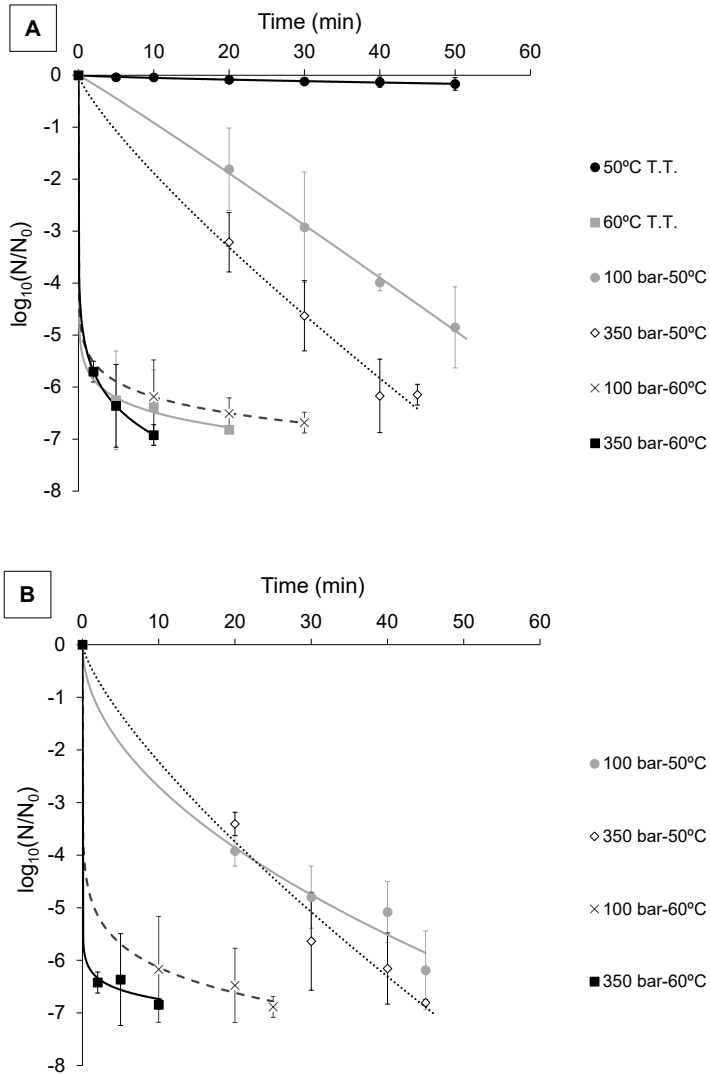 A
Time (min)
0 10 20 30 40 50 60
0
-1
-2
-3
-4
-5
-6
-7
-8
log₁₀(N/N₀)
50ºC T.T.
60ºC T.T.
100 bar-50ºC
350 bar-50ºC
100 bar-60ºC
350 bar-60ºC
B
Time (min)
0 10 20 30 40 50 60
0
-1
-2
-3
-4
-5
-6
-7
-8
log₁₀(N/N₀)
100 bar-50ºC
350 bar-50ºC
100 bar-60ºC
350 bar-60ºC